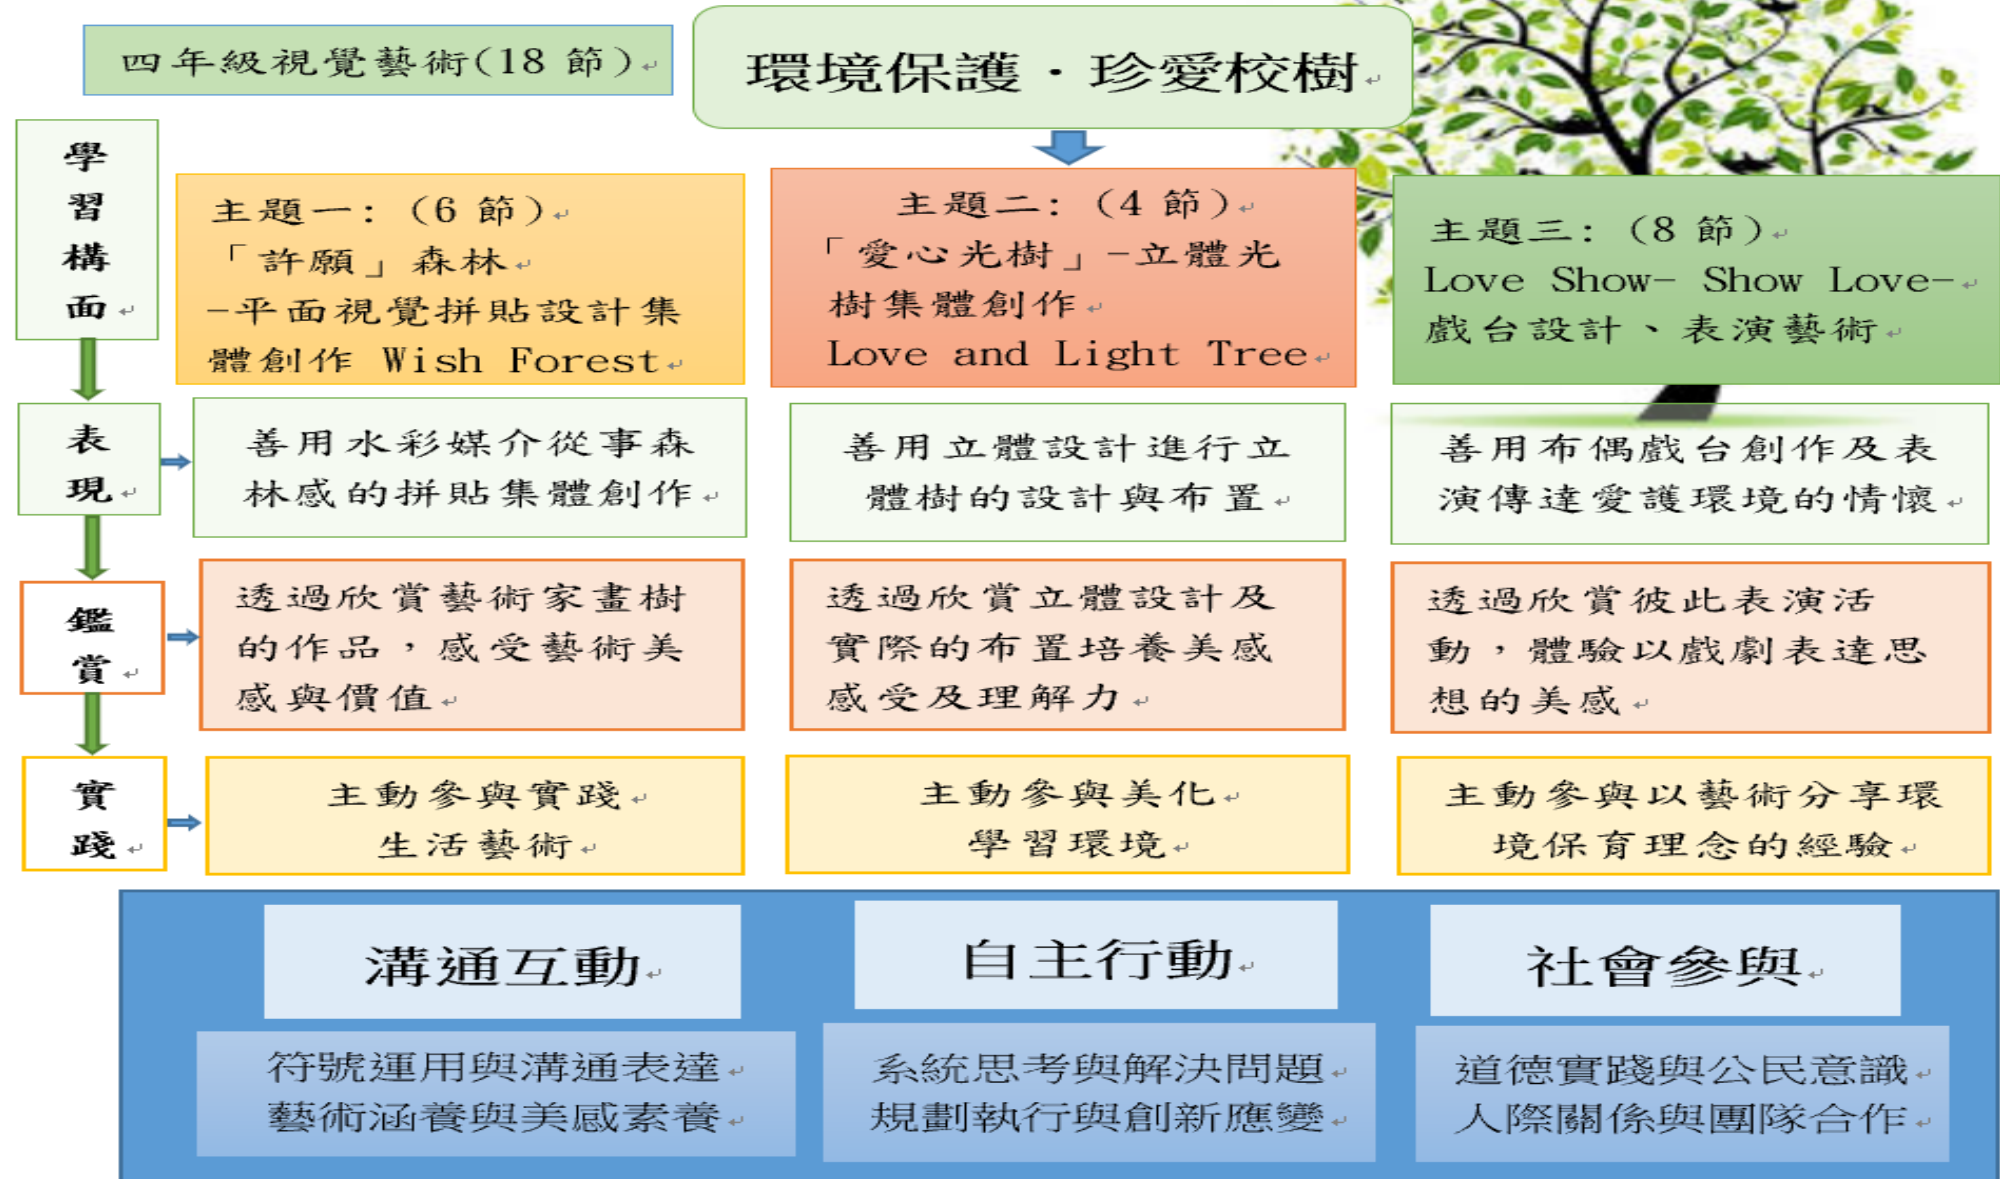 四年級視覺藝術(18 節)
環境保護·珍愛校樹
學
習
構
面
主題一:（6 節）
「許願」森林
-平面視覺拼貼設計集
體創作 Wish Forest
主題二:（4 節）
「愛心光樹」-立體光
樹集體創作
Love and Light Tree
主題三:（8 節）
Love Show- Show Love-
戲台設計、表演藝術
表
現
善用水彩媒介從事森
林感的拼貼集體創作
善用立體設計進行立
體樹的設計與布置
善用布偶戲台創作及表
演傳達愛護環境的情懷
鑑
賞
透過欣賞藝術家畫樹
的作品，感受藝術美
感與價值
透過欣賞立體設計及
實際的布置培養美感
感受及理解力
透過欣賞彼此表演活
動，體驗以戲劇表達思
想的美感
實
踐
主動參與實踐
生活藝術
主動參與美化
學習環境
主動參與以藝術分享環
境保育理念的經驗
溝通互動
自主行動
社會參與
符號運用與溝通表達
藝術涵養與美感素養
系統思考與解決問題
規劃執行與創新應變
道德實踐與公民意識
人際關係與團隊合作